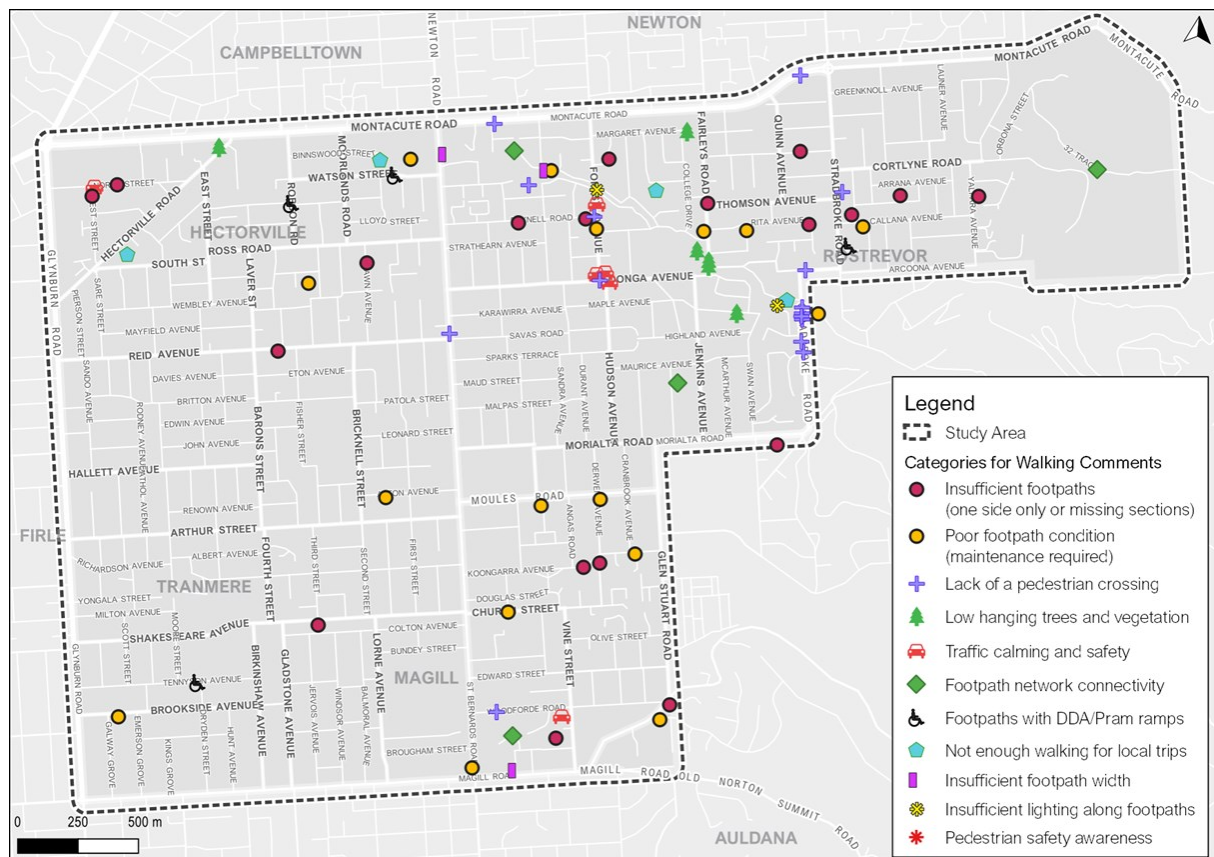 NEWTON
CAMPBELLTOWN
NEWTON ROAD
MONTACUTE ROAD
MONTACUTE ROAD
MONTACUTE ROAD
MONTACUTE ROAD
GREENKNOLL AVENUE
LAUNER AVENUE
ORBONA STREET
MARGARET AVENUE
FAIRLEYS ROAD
QUINN AVENUE
BINNSWOOD STREET
MOORLANDS ROAD
WATSON STREET
CORTLYNE ROAD
ARRANA AVENUE
32 TRACK
STREET
HECTORVILLE ROAD
EAST STREET
COLLEGE DRIVE
THOMSON AVENUE
STRADBROKE ROAD
CALLANA AVENUE
RITA AVENUE
LLOYD STREET
HECTORVILLE
ROSS ROAD
SOUTH ST
STRATHEARN AVENUE
ARCOONA AVENUE
GLYNBURN ROAD
LAVER ST
PIERSON STREET
SARE STREET
WEMBLEY AVENUE
MAPLE AVENUE
KARAWIRRA AVENUE
SAVAS ROAD
HIGHLAND AVENUE
MAYFIELD AVENUE
REID AVENUE
SPARKS TERRACE
MAURICE AVENUE
HUDSON AVENUE
JENKINS AVENUE
MCARTHUR AVENUE
SWAN AVENUE
SANDO AVENUE
DAVIES AVENUE
ETON AVENUE
MAUD STREET
SANDRA AVENUE
DURANT AVENUE
BRITTON AVENUE
PATOLA STREET
MALPAS STREET
RODNEY AVENUE
EDWIN AVENUE
BARONS STREET
FISHER STREET
BRICKNELL STREET
LEONARD STREET
JOHN AVENUE
MORIALTA ROAD
MORIALTA ROAD
HALLETT AVENUE
CRANBROOK AVENUE
MOULES ROAD
RENOWN AVENUE
ANGAS ROAD
FIRLE
ARTHUR STREET
ALBERT AVENUE
RICHARDSON AVENUE
FOURTH STREET
THIRD STREET
SECOND STREET
FIRST STREET
KOONGARRA AVENUE
GLEN STUART ROAD
TRANMERE
YONGALA STREET
MILTON AVENUE
DOUGLAS STREET
CHURCH STREET
SHAKESPEARE AVENUE
SCOTT STREET
MOORE STREET
COLTON AVENUE
BUNDEY STREET
OLIVE STREET
VINE STREET
GLYNBURN ROAD
TENNYSON AVENUE
LORNE AVENUE
MAGILL
EDWARD STREET
BROOKSIDE AVENUE
BIRKINSHAW AVENUE
GLADSTONE AVENUE
JERVOIS AVENUE
WINDSOR AVENUE
BALMORAL AVENUE
ST BERNARDS ROAD
GALWAY GROVE
EMERSON GROVE
KINGS GROVE
DRYDEN STREET
HUNT AVENUE
BROUGHAM STREET
MAGILL ROAD
MAGILL ROAD
OLD NORTON SUMMIT ROAD
AULDANA
0 250 500 m
Legend
Study Area
Categories for Walking Comments
Insufficient footpaths
(one side only or missing sections)
Poor footpath condition
(maintenance required)
Lack of a pedestrian crossing
Low hanging trees and vegetation
Traffic calming and safety
Footpath network connectivity
Footpaths with DDA/Pram ramps
Not enough walking for local trips
Insufficient footpath width
Insufficient lighting along footpaths
Pedestrian safety awareness